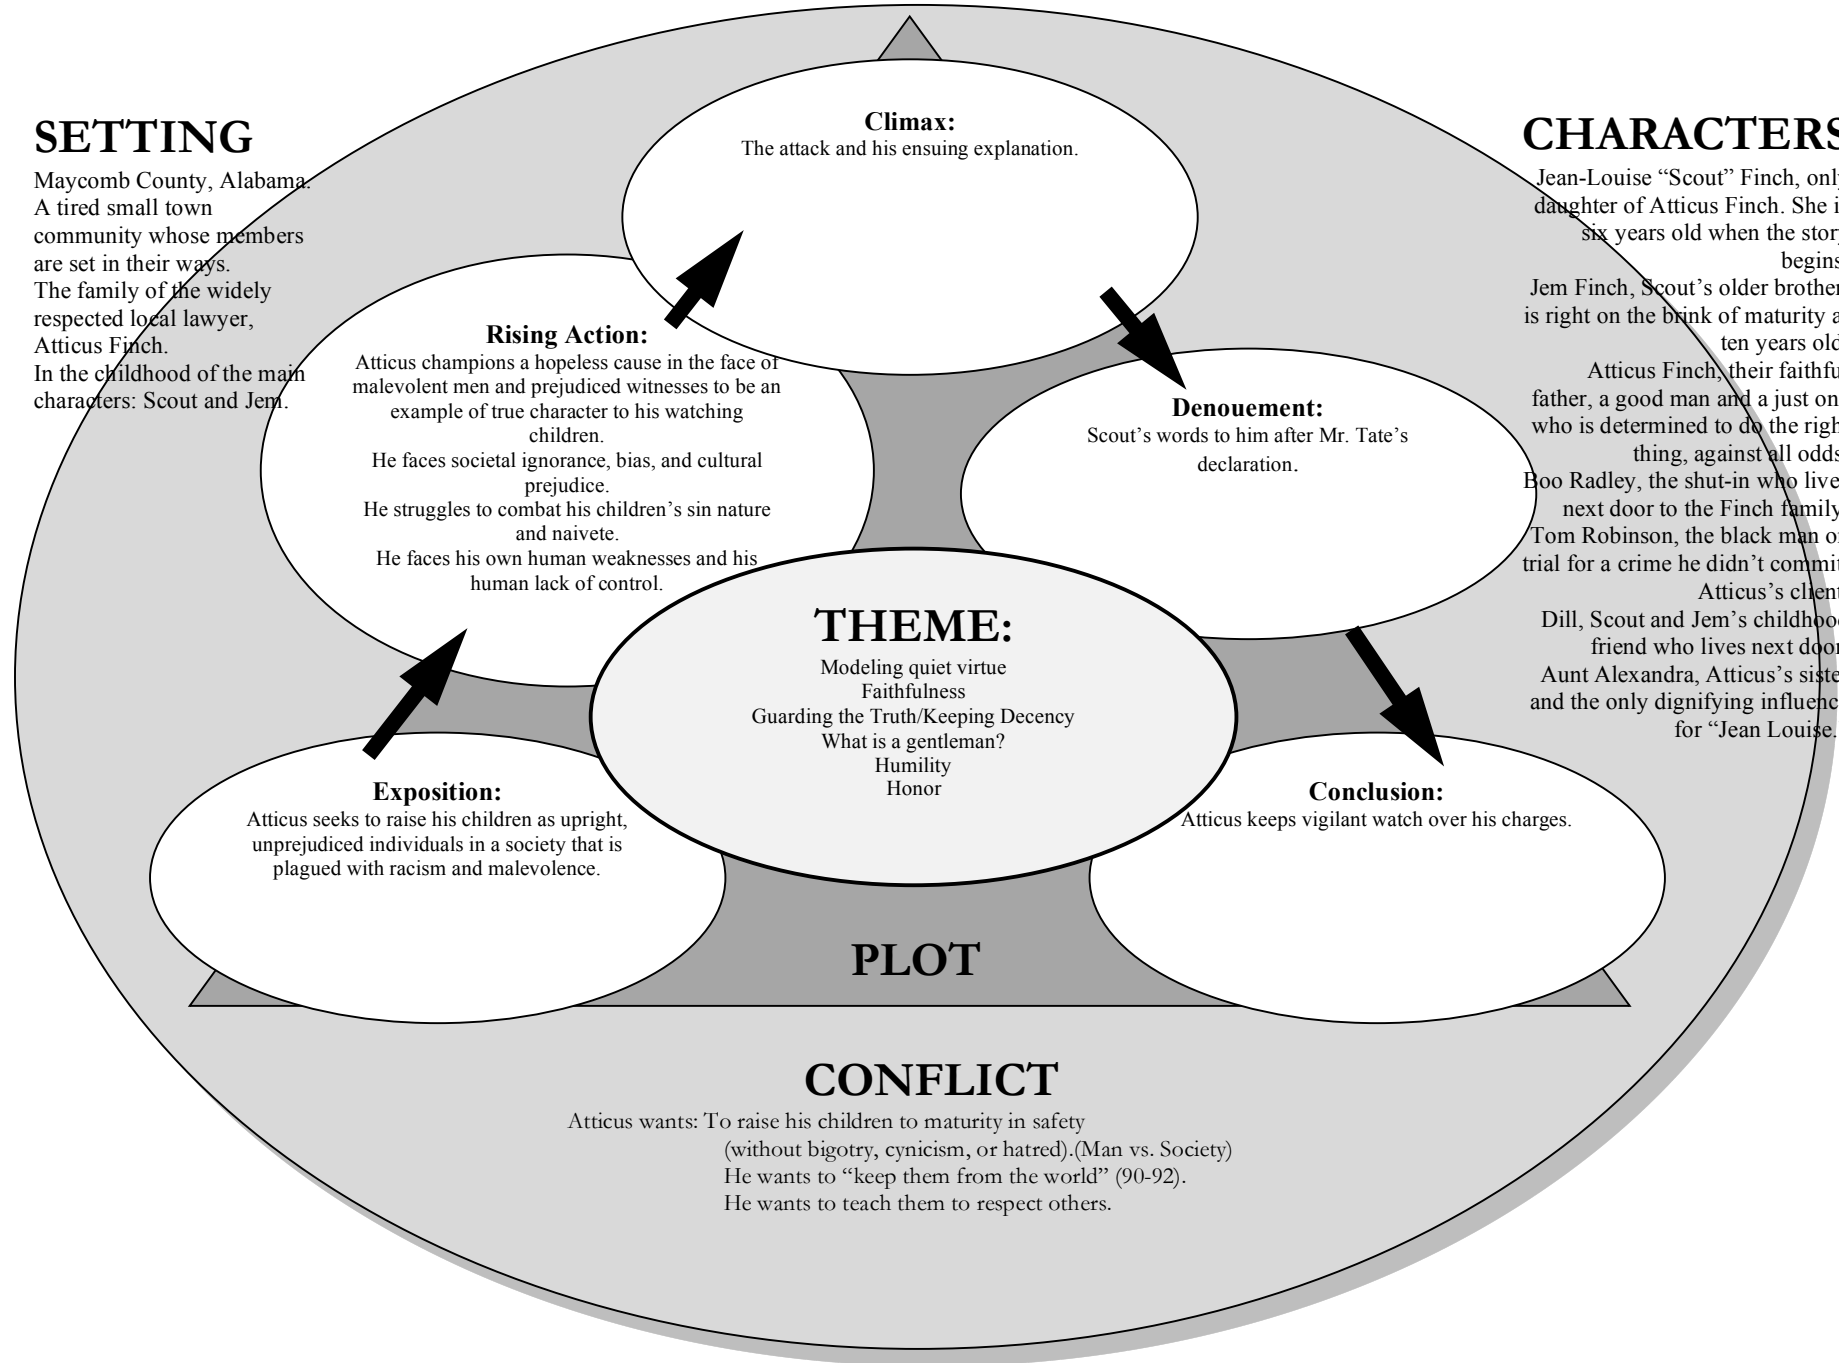 SETTING
Maycomb County, Alabama.
A tired small town
community whose members
are set in their ways.
The family of the widely
respected local lawyer,
Atticus Finch.
In the childhood of the main
characters: Scout and Jem.
Climax:
The attack and his ensuing explanation.
Rising Action:
Atticus champions a hopeless cause in the face of
malevolent men and prejudiced witnesses to be an
example of true character to his watching
children.
He faces societal ignorance, bias, and cultural
prejudice.
He struggles to combat his children’s sin nature
and naivete.
He faces his own human weaknesses and his
human lack of control.
Denouement:
Scout’s words to him after Mr. Tate’s
declaration.
THEME:
Modeling quiet virtue
Faithfulness
Guarding the Truth/Keeping Decency
What is a gentleman?
Humility
Honor
Exposition:
Atticus seeks to raise his children as upright,
unprejudiced individuals in a society that is
plagued with racism and malevolence.
Conclusion:
Atticus keeps vigilant watch over his charges.
PLOT
CONFLICT
Atticus wants: To raise his children to maturity in safety
(without bigotry, cynicism, or hatred).(Man vs. Society)
He wants to “keep them from the world” (90-92).
He wants to teach them to respect others.
CHARACTERS
Jean-Louise “Scout” Finch,
daughter of Atticus Finch. She
six years old when the story
begins
Jem Finch, Scout’s older brother
is right on the brink of maturity
ten years old
Atticus Finch, their
father, a good man and a just
who is determined to do the
thing, against all odds
Boo Radley, the shut-in who
next door to the Finch family
Tom Robinson, the black man
trial for a crime he didn’t commit
Atticus’s client
Dill, Scout and Jem’s
friend who lives next door
Aunt Alexandra, Atticus’s
and the only dignifying
for “Jean Louise.